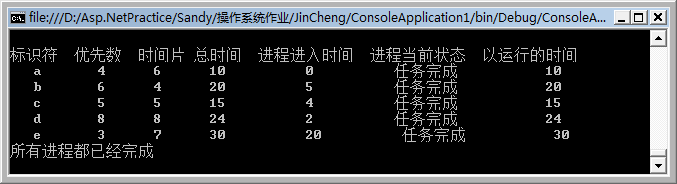 file:///D:/Asp.NetPractice/Sandy/操作系统作业/JinCheng/ConsoleApplication1/bin/Debug/ConsoleA...
标识符 优先数 时间片 总时间 进程进入时间 进程当前状态 以运行的时间
a 4 6 10 0 任务完成 10
b 6 4 20 5 任务完成 20
c 5 5 15 4 任务完成 15
d 8 8 24 2 任务完成 24
e 3 7 30 20 任务完成 30
所有进程都已经完成